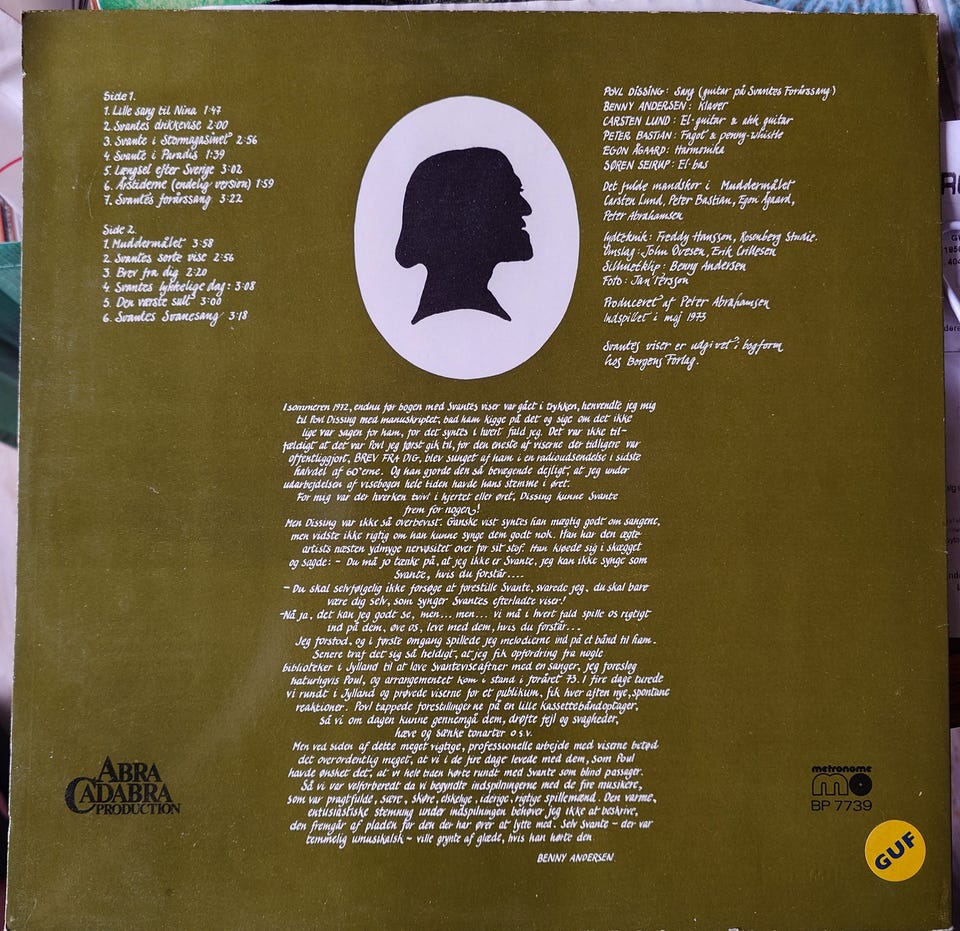 Side 1.
1. Lille sang til Nina 1:47
2. Svantes drikkevise 2:00
3. Svante i Stormagasinet 2:56
4. Svante i Paradis 1:39
5. Længsel efter Sverige 3:02
6. Årstiderne (endelig version) 1:59
7. Svantes forårssang 3:22
Side 2.
1. Muddermålet 3:58
2. Svantes sorte vise 2:56
3. Brev fra dig 2:20
4. Svantes lykkelige dag: 3:08
5. Den værste sult 3:00
6. Svantes Svanesang 3:18
POVL DISSING: Sang (guitar på Svantes Forårssang)
BENNY ANDERSEN: Klaver
CARSTEN LUND: El-guitar & akk. guitar
PETER BASTIAN: Fagot & penny-whistle
EGON ÅGAARD: Harmonika
SØREN SEIRUP: El-bas
Det fulde mandskor i Muddermålet
Carsten Lund, Peter Bastian, Egon Ågaard,
Peter Abrahamsen
Lydteknik: Freddy Hansson, Rosenberg Studie.
Omslag: John Ovesen, Erik Crillesen
Silhuetklip: Benny Andersen
Foto: Jan Persson
Produceret af Peter Abrahamsen
Indspillet i maj 1973
Svantes viser er udgivet i bogform
hos Borgens Forlag.
I sommeren 1972, endnu før bogen med Svantes viser var gået i trykken, henvendte jeg mig
til Povl Dissing med manuskriptet, bad ham kigge på det og sige om det ikke
lige var sagen for ham, for det syntes i hvert fald jeg. Det var ikke til-
fældigt at det var Povl jeg først gik til, for den eneste af viserne der tidligere var
offentliggjort, BREV FRA DIG, blev sunget af ham i en radioudsendelse i sidste
halvdel af 60'erne. Og han gjorde den så bevægende dejligt, at jeg under
udarbejdelsen af visebogen hele tiden havde hans stemme i øret.
For mig var der hverken tvivl i hjertet eller øret, Dissing kunne Svante
frem for nogen!
Men Dissing var ikke så overbevist. Ganske vist syntes han mægtig godt om sangene,
men vidste ikke rigtig om han kunne synge dem godt nok. Han har den ægte
artists næsten ydmyge nervøsitet over for sit stof. Han kløede sig i skægget
og sagde: - Du må jo tænke på, at jeg ikke er Svante, jeg kan ikke synge som
Svante, hvis du forstår....
- Du skal selvfølgelig ikke forsøge at forestille Svante, svarede jeg, du skal bare
være dig selv, som synger Svantes efterladte viser!
-Nå ja, det kan jeg godt se, men... men... vi må i hvert fald spille os rigtigt
ind på dem, øve os, leve med dem, hvis du forstår...
Jeg forstod, og i første omgang spillede jeg melodierne ind på et bånd til ham.
Senere traf det sig så heldigt, at jeg fik opfordring fra nogle
biblioteker i Jylland til at lave Svanteviseaftner med en sanger, jeg foreslog
naturligvis Poul, og arrangementet kom i stand i foråret 73. I fire dage turede
vi rundt i Jylland og prøvede viserne for et publikum, fik hver aften nye, spontane
reaktioner. Povl tappede forestillingerne på en lille kassettebåndoptager,
så vi om dagen kunne gennemgå dem, drøfte fejl og svagheder,
hæve og sænke tonarter o s v.
Men ved siden af dette meget vigtige, professionelle arbejde med viserne betød
det overordentlig meget, at vi i de fire dage levede med dem, som Poul
havde ønsket det, at vi hele tiden kørte rundt med Svante som blind passager.
Så vi var velforberedt da vi begyndte indspilningerne med de fire musikere,
som var pragtfulde, sære, skøre, elskelige, iderige, rigtige spillemænd. Den varme,
entusiastiske stemning under indspilningen behøver jeg ikke at beskrive,
den fremgår af pladen for den der har ører at lytte med. Selv Svante - der var
temmelig umusikalsk - ville grynte af glæde, hvis han hørte den
BENNY ANDERSEN.
ABRA
CADABRA
PRODUCTION
metronome
BP 7739
GUF